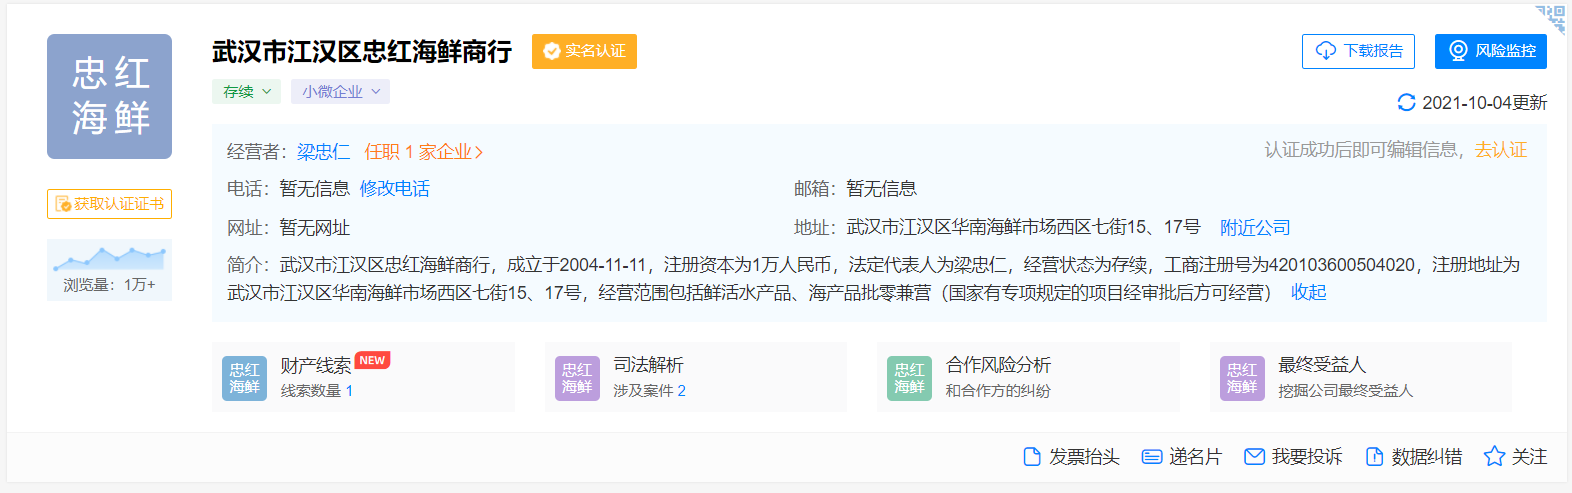 忠红
海鲜
武汉市江汉区忠红海鲜商行 实名认证
下载报告 风险监控
存续 小微企业
2021-10-04更新
经营者：梁忠仁 任职 1 家企业>
认证成功后即可编辑信息，去认证
电话：暂无信息 修改电话
邮箱：暂无信息
网址：暂无网址
地址：武汉市江汉区华南海鲜市场西区七街15、17号 附近公司
简介：武汉市江汉区忠红海鲜商行，成立于2004-11-11，注册资本为1万人民币，法定代表人为梁忠仁，经营状态为存续，工商注册号为420103600504020，注册地址为
武汉市江汉区华南海鲜市场西区七街15、17号，经营范围包括鲜活水产品、海产品批零兼营（国家有专项规定的项目经审批后方可经营） 收起
获取认证证书
浏览量：1万+
忠红
海鲜
财产线索 NEW
线索数量 1
忠红
海鲜
司法解析
涉及案件 2
忠红
海鲜
合作风险分析
和合作方的纠纷
忠红
海鲜
最终受益人
挖掘公司最终受益人
发票抬头 递名片 我要投诉 数据纠错 关注